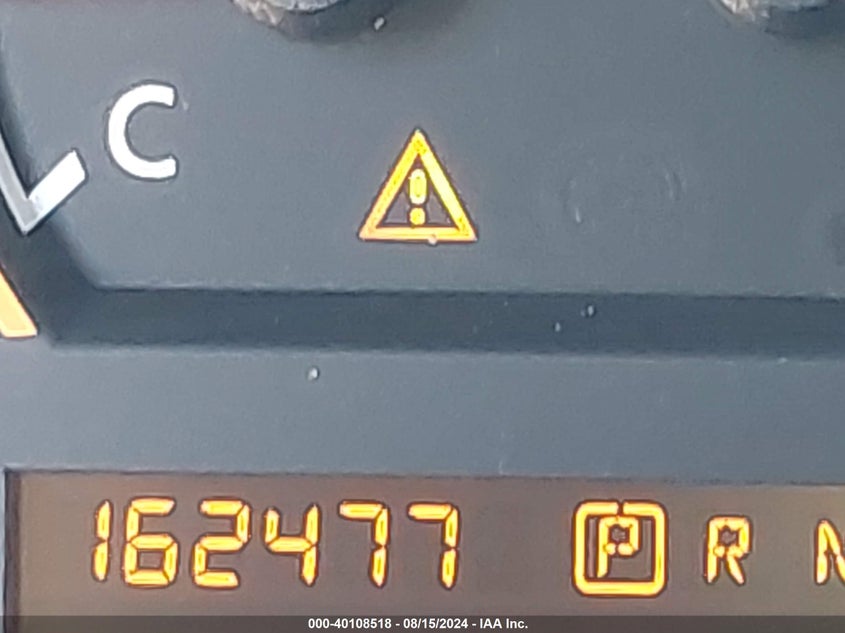 C
162477 P R N
000-40108518 - 08/15/2024 - IAA Inc.